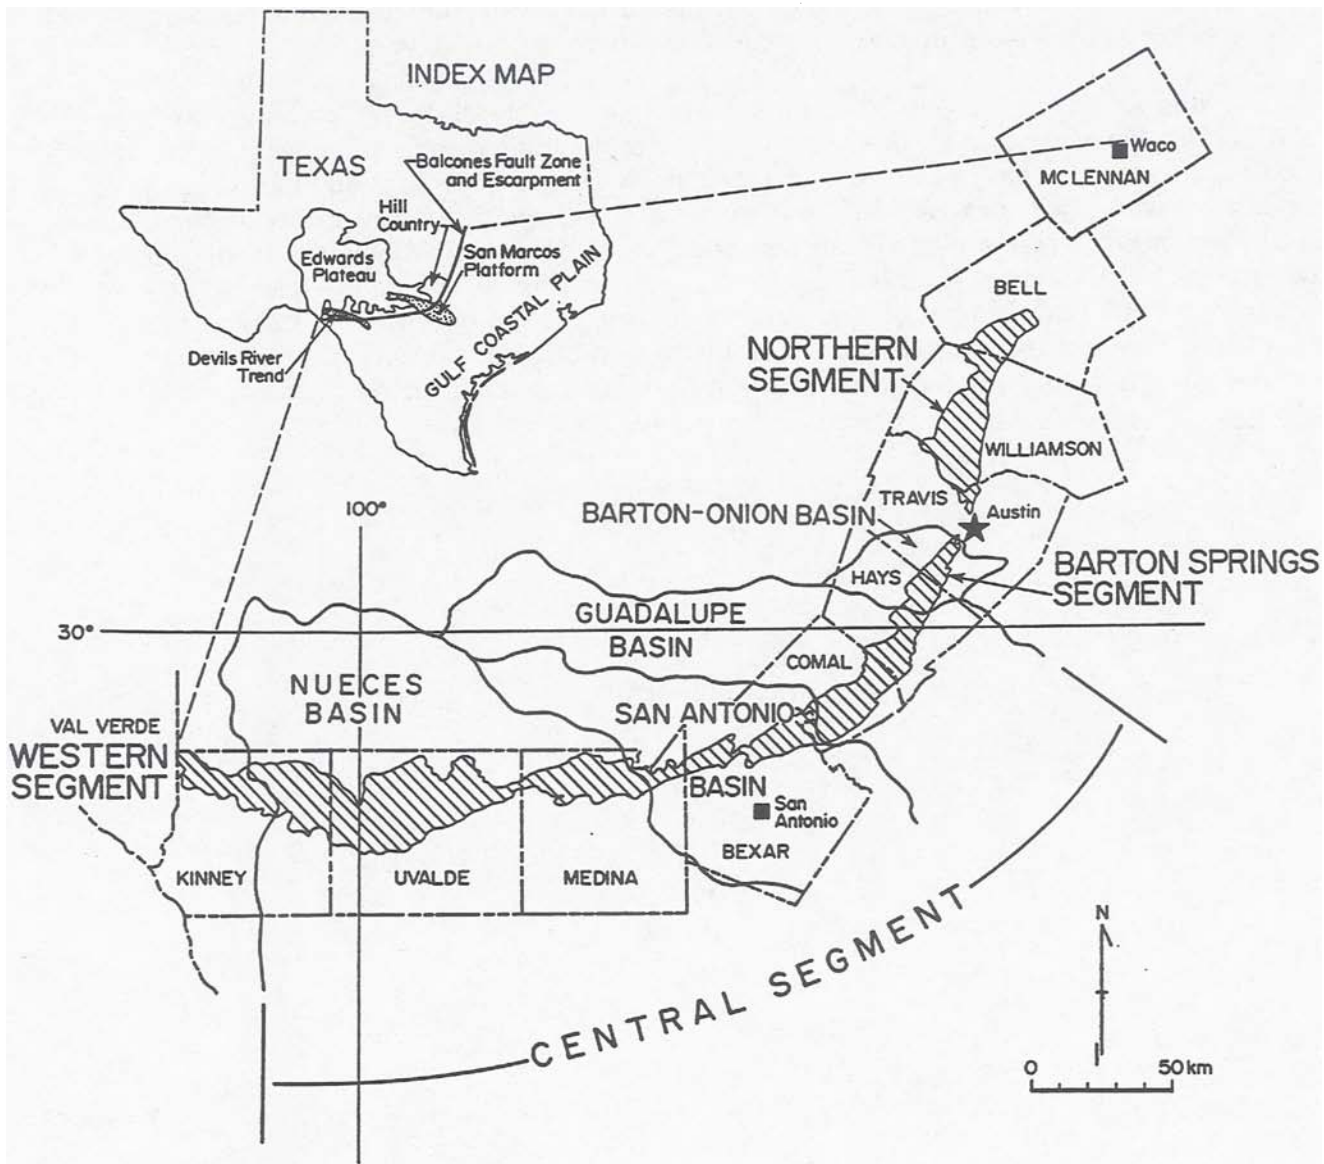 INDEX MAP
TEXAS
Balcones Fault Zone
and Escarpment
Hill
Country
San Marcos
Platform
Edwards
Plateau
GULF COASTAL PLAIN
Devils River
Trend
Waco
MCLENNAN
BELL
NORTHERN
SEGMENT
WILLIAMSON
TRAVIS
Austin
100°
BARTON-ONION BASIN
HAYS
BARTON SPRINGS
SEGMENT
GUADALUPE
BASIN
30°
COMAL
NUECES
BASIN
SAN ANTONIO
BASIN
VAL VERDE
WESTERN
SEGMENT
San
Antonio
BEXAR
KINNEY
UVALDE
MEDINA
CENTRAL SEGMENT
N
0 50 km